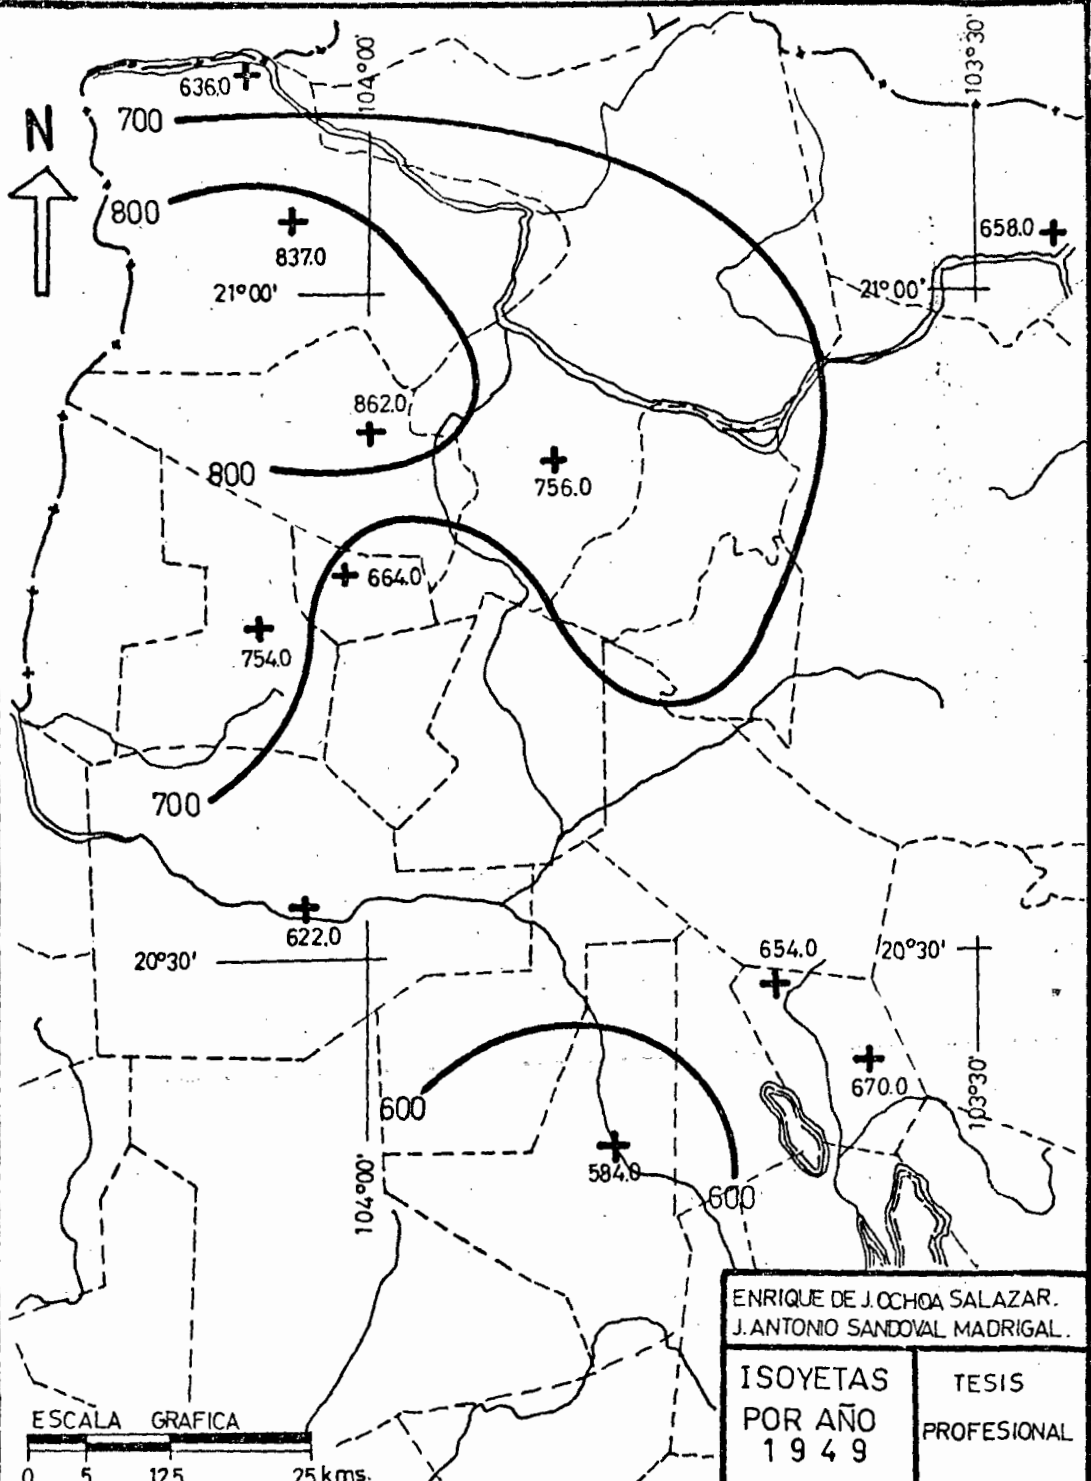 104°00'
103°30'
636.0
N
700
800
837.0
658.0
21°00'
21°00'
862.0
800
756.0
664.0
754.0
700
622.0
20°30'
654.0
20°30'
670.0
103°30'
600
104°00'
584.0
600
ENRIQUE DE J. OCHOA SALAZAR.
J. ANTONIO SANDOVAL MADRIGAL.
ISOYETAS
POR AÑO
1949
TESIS
PROFESIONAL
ESCALA GRAFICA
0 5 12.5 25 kms.